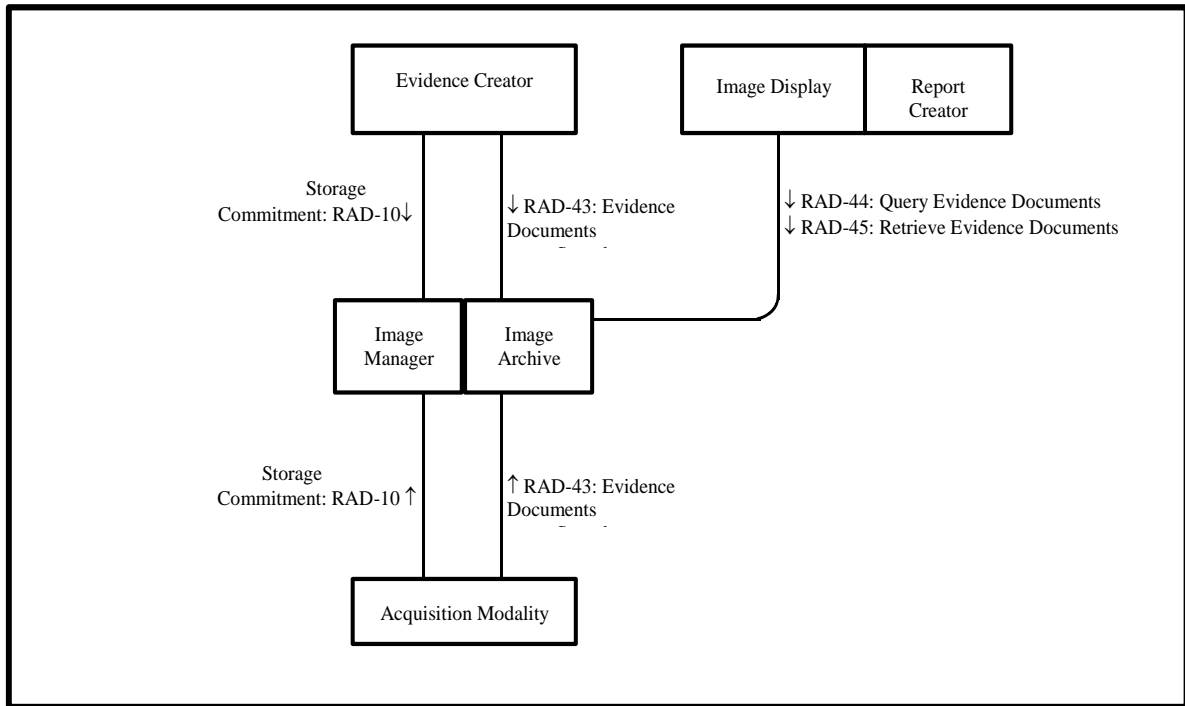 Evidence Creator
Image Display
Report
Creator
Storage
Commitment: RAD-10↓
↓ RAD-43: Evidence
Documents
↓ RAD-44: Query Evidence Documents
↓ RAD-45: Retrieve Evidence Documents
Image
Manager
Image
Archive
Storage
Commitment: RAD-10 ↑
↑ RAD-43: Evidence
Documents
Acquisition Modality